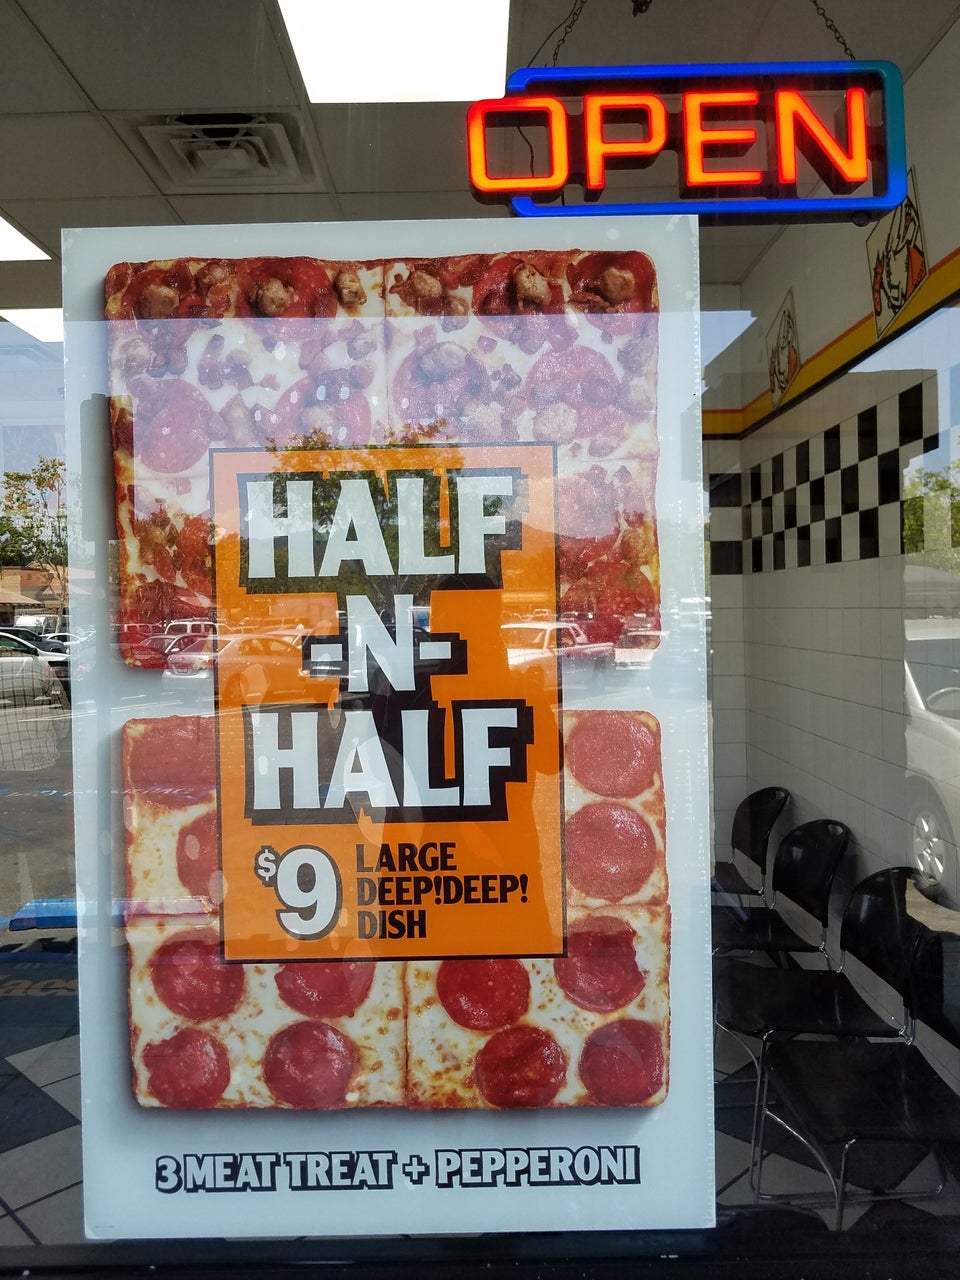 OPEN
HALF
-N-
HALF
$9 LARGE
DEEP!DEEP!
DISH
3 MEAT TREAT + PEPPERONI